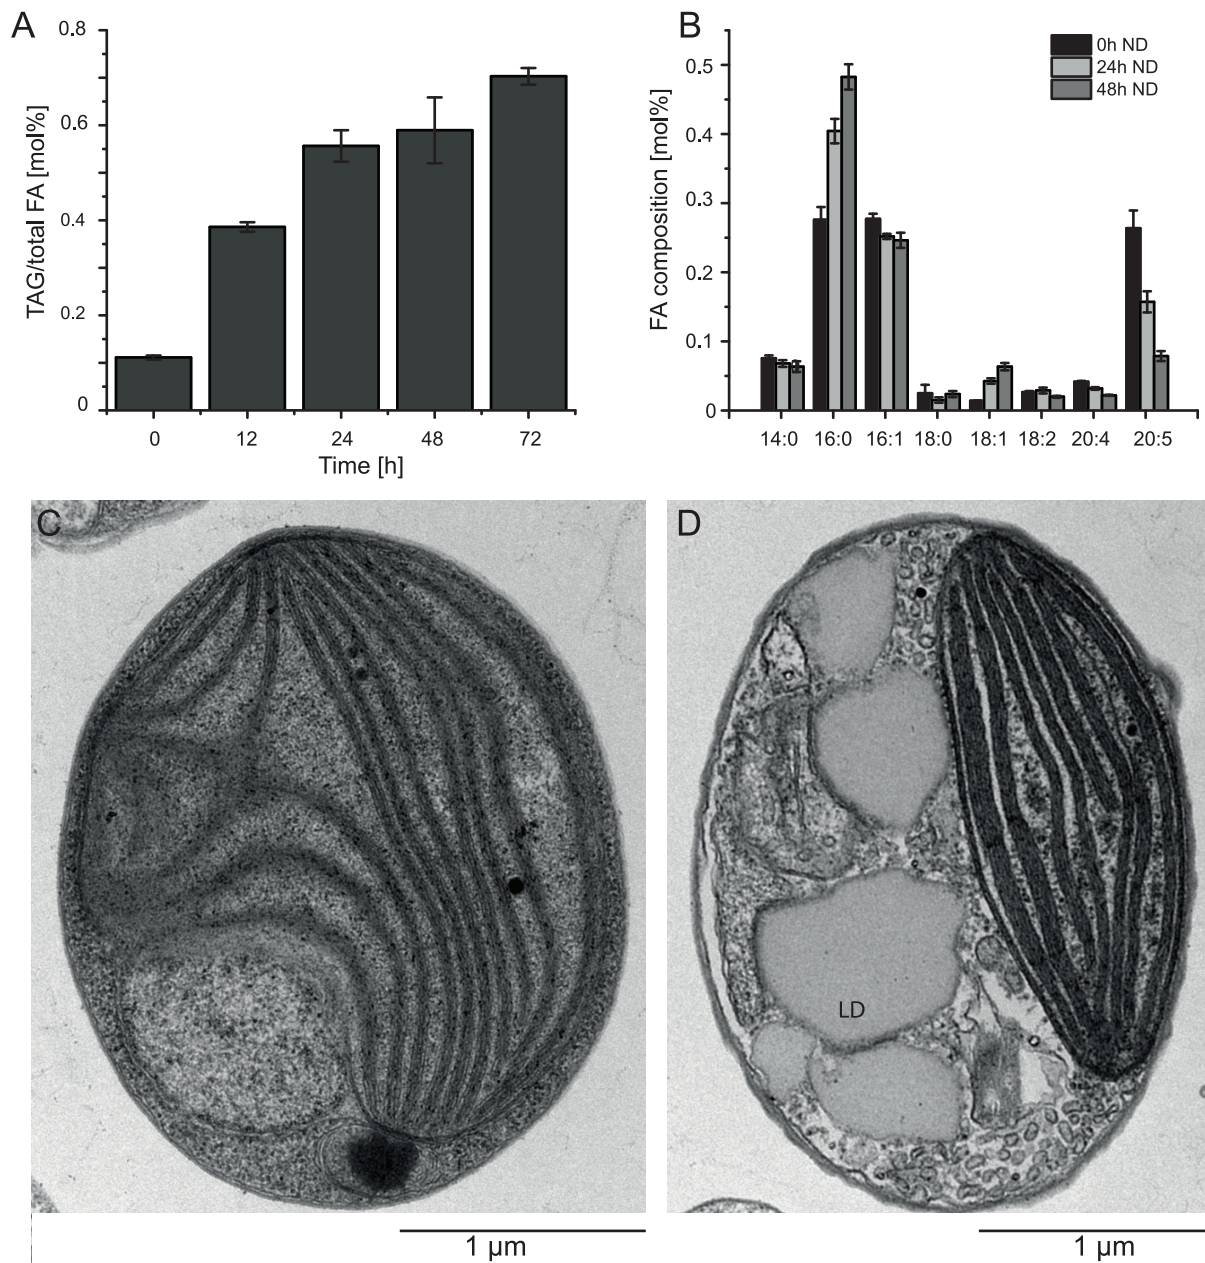 A
TAG/total FA [mol%]
0.8
0.6
0.4
0.2
0
0 12 24 48 72
Time [h]
B
FA composition [mol%]
0h ND
24h ND
48h ND
0.5
0.4
0.3
0.2
0.1
0
14:0 16:0 16:1 18:0 18:1 18:2 20:4 20:5
C
1 µm
D
LD
1 µm